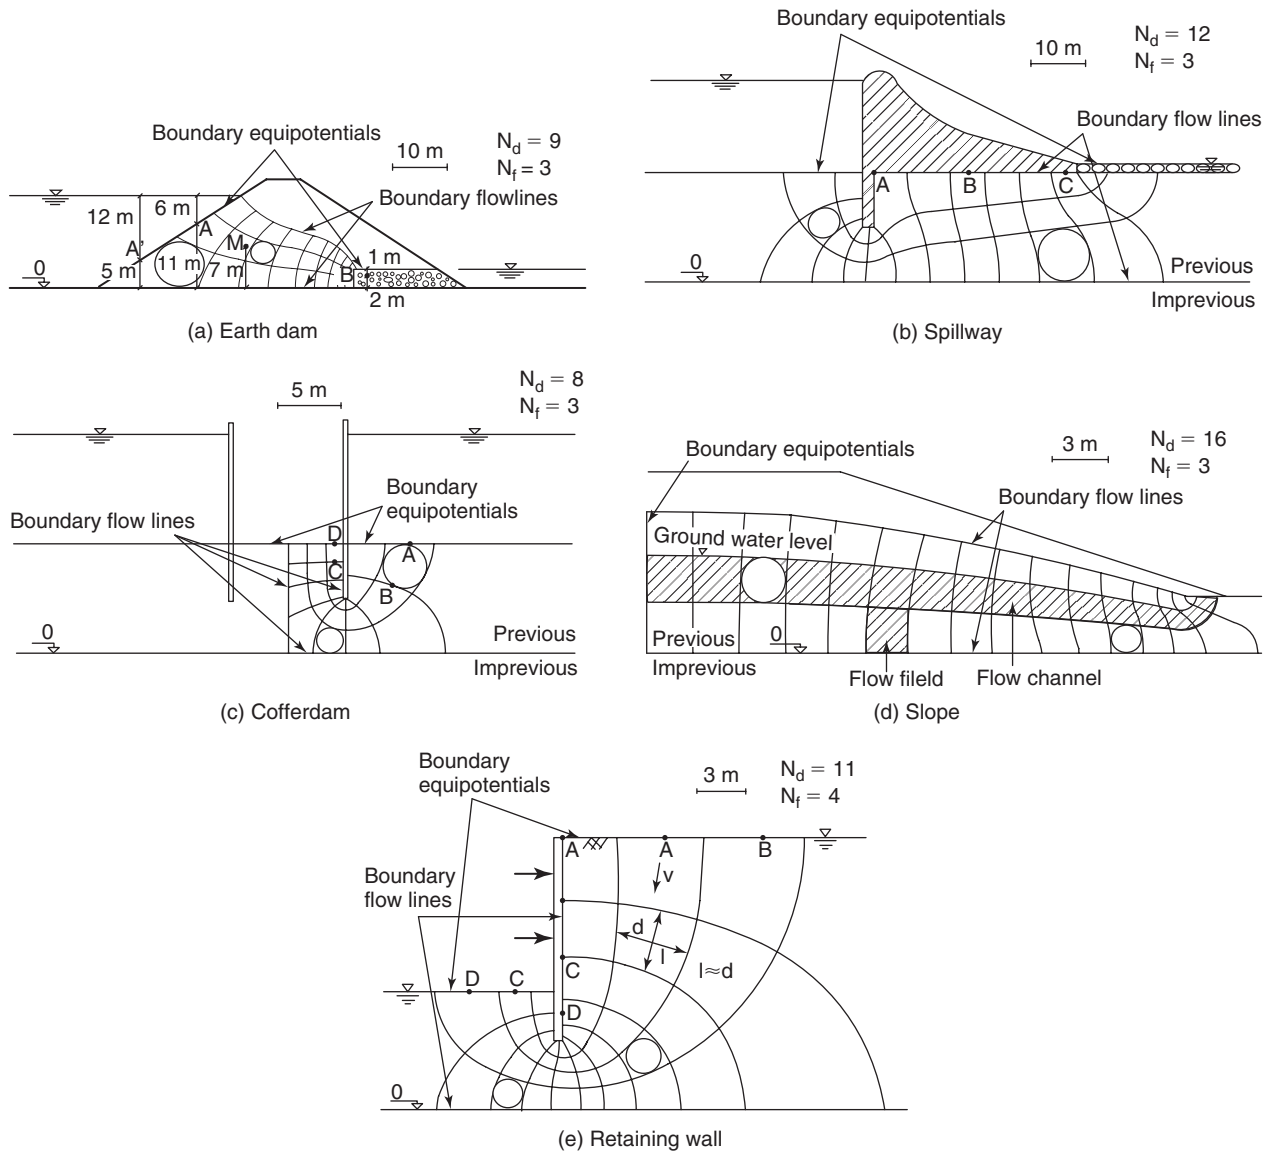 Boundary equipotentials
10 m
N_d = 9
N_f = 3
Boundary flowlines
12 m
6 m
A
A'
M
5 m
11 m
7 m
B
1 m
2 m
0
(a) Earth dam
Boundary equipotentials
10 m
N_d = 12
N_f = 3
Boundary flow lines
A
B
C
0
Previous
Imprevious
(b) Spillway
5 m
N_d = 8
N_f = 3
Boundary
equipotentials
Boundary flow lines
D
C
A
B
0
Previous
Imprevious
(c) Cofferdam
Boundary equipotentials
3 m
N_d = 16
N_f = 3
Boundary flow lines
Ground water level
Previous
0
Imprevious
Flow fileld
Flow channel
(d) Slope
Boundary
equipotentials
3 m
N_d = 11
N_f = 4
A
A
B
v
Boundary
flow lines
d
l
l≈d
C
D
C
D
0
(e) Retaining wall